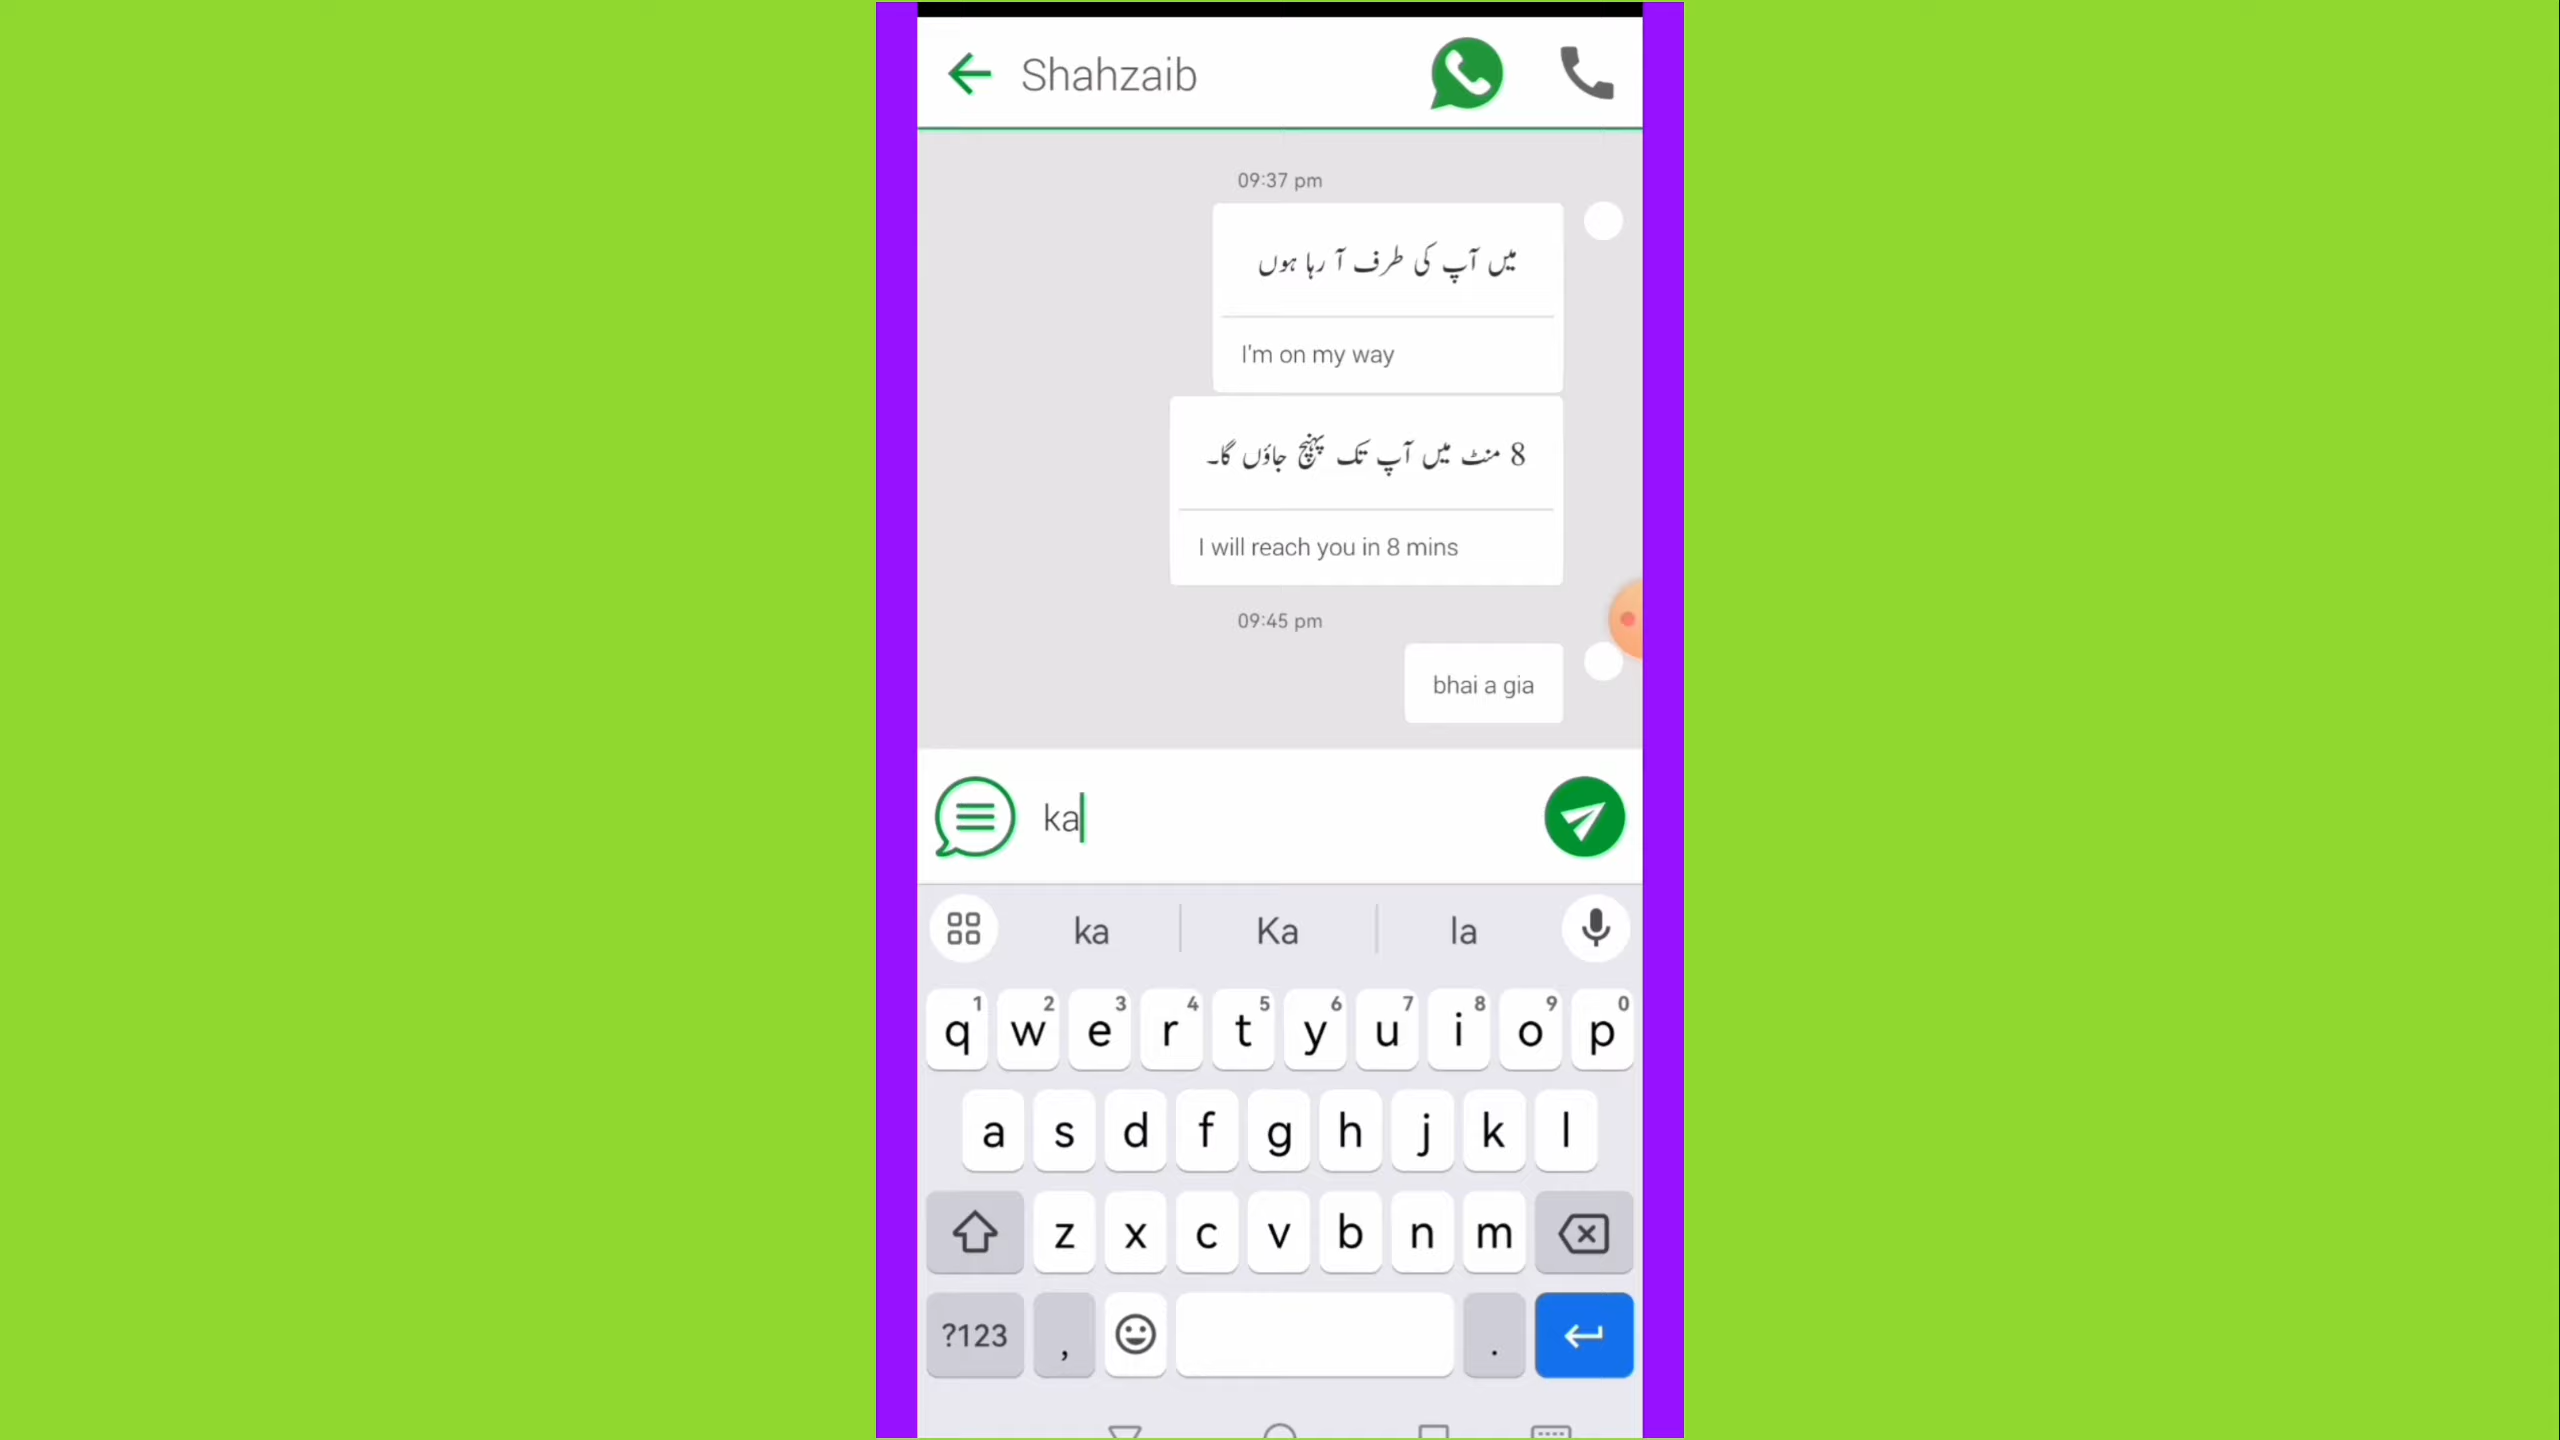 Shahzaib
09:37 pm
میں آپ کی طرف آ رہا ہوں
I'm on my way
8 منٹ میں آپ تک پہنچ جاؤں گا۔
I will reach you in 8 mins
09:45 pm
bhai a gia
ka
ka Ka la
1 2 3 4 5 6 7 8 9 0
q w e r t y u i o p
a s d f g h j k l
z x c v b n m
?123 , .